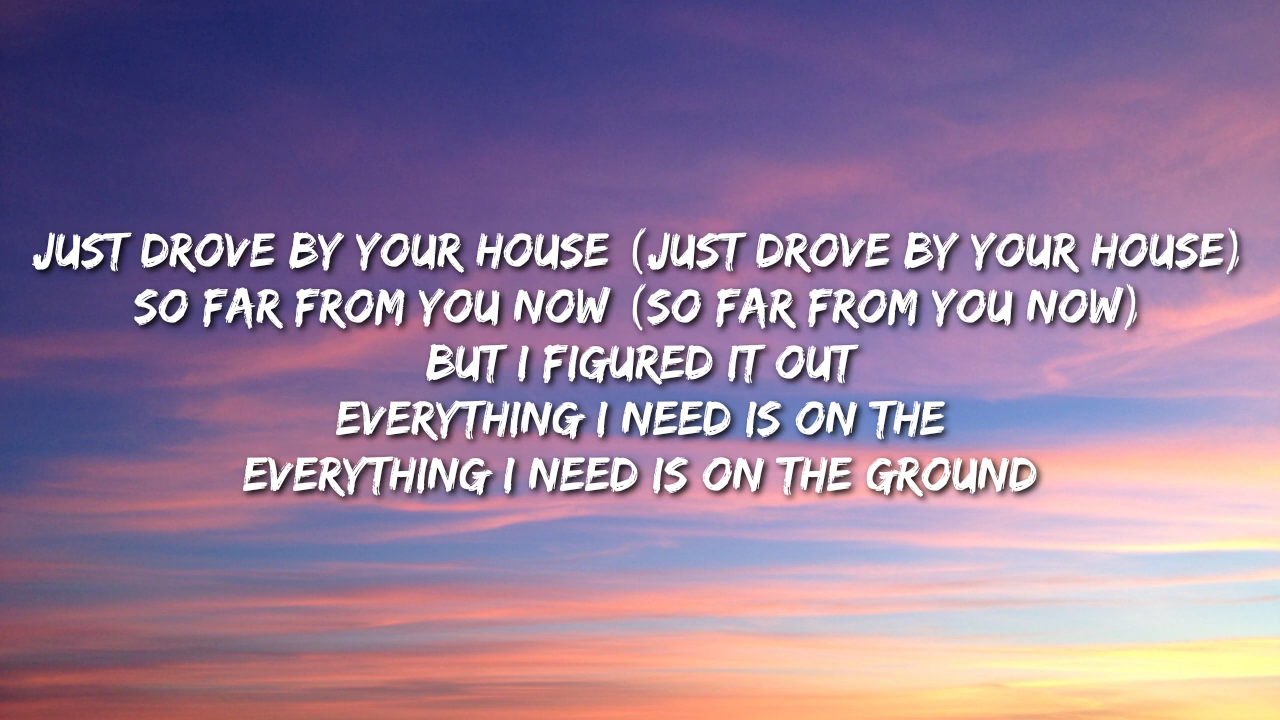 JUST DROVE BY YOUR HOUSE (JUST DROVE BY YOUR HOUSE)
SO FAR FROM YOU NOW (SO FAR FROM YOU NOW)
BUT I FIGURED IT OUT
EVERYTHING I NEED IS ON THE
EVERYTHING I NEED IS ON THE GROUND